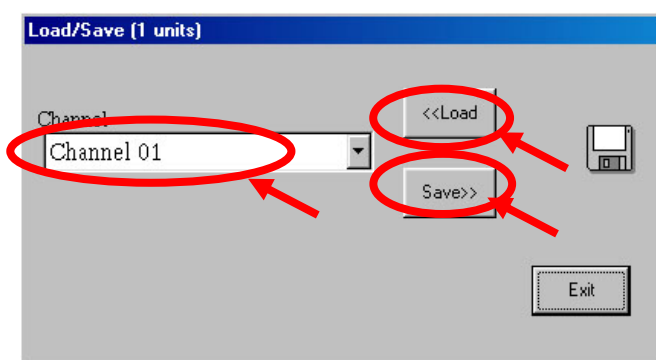 Load/Save (1 units)
Channel
Channel 01
<<Load
Save>>
Exit